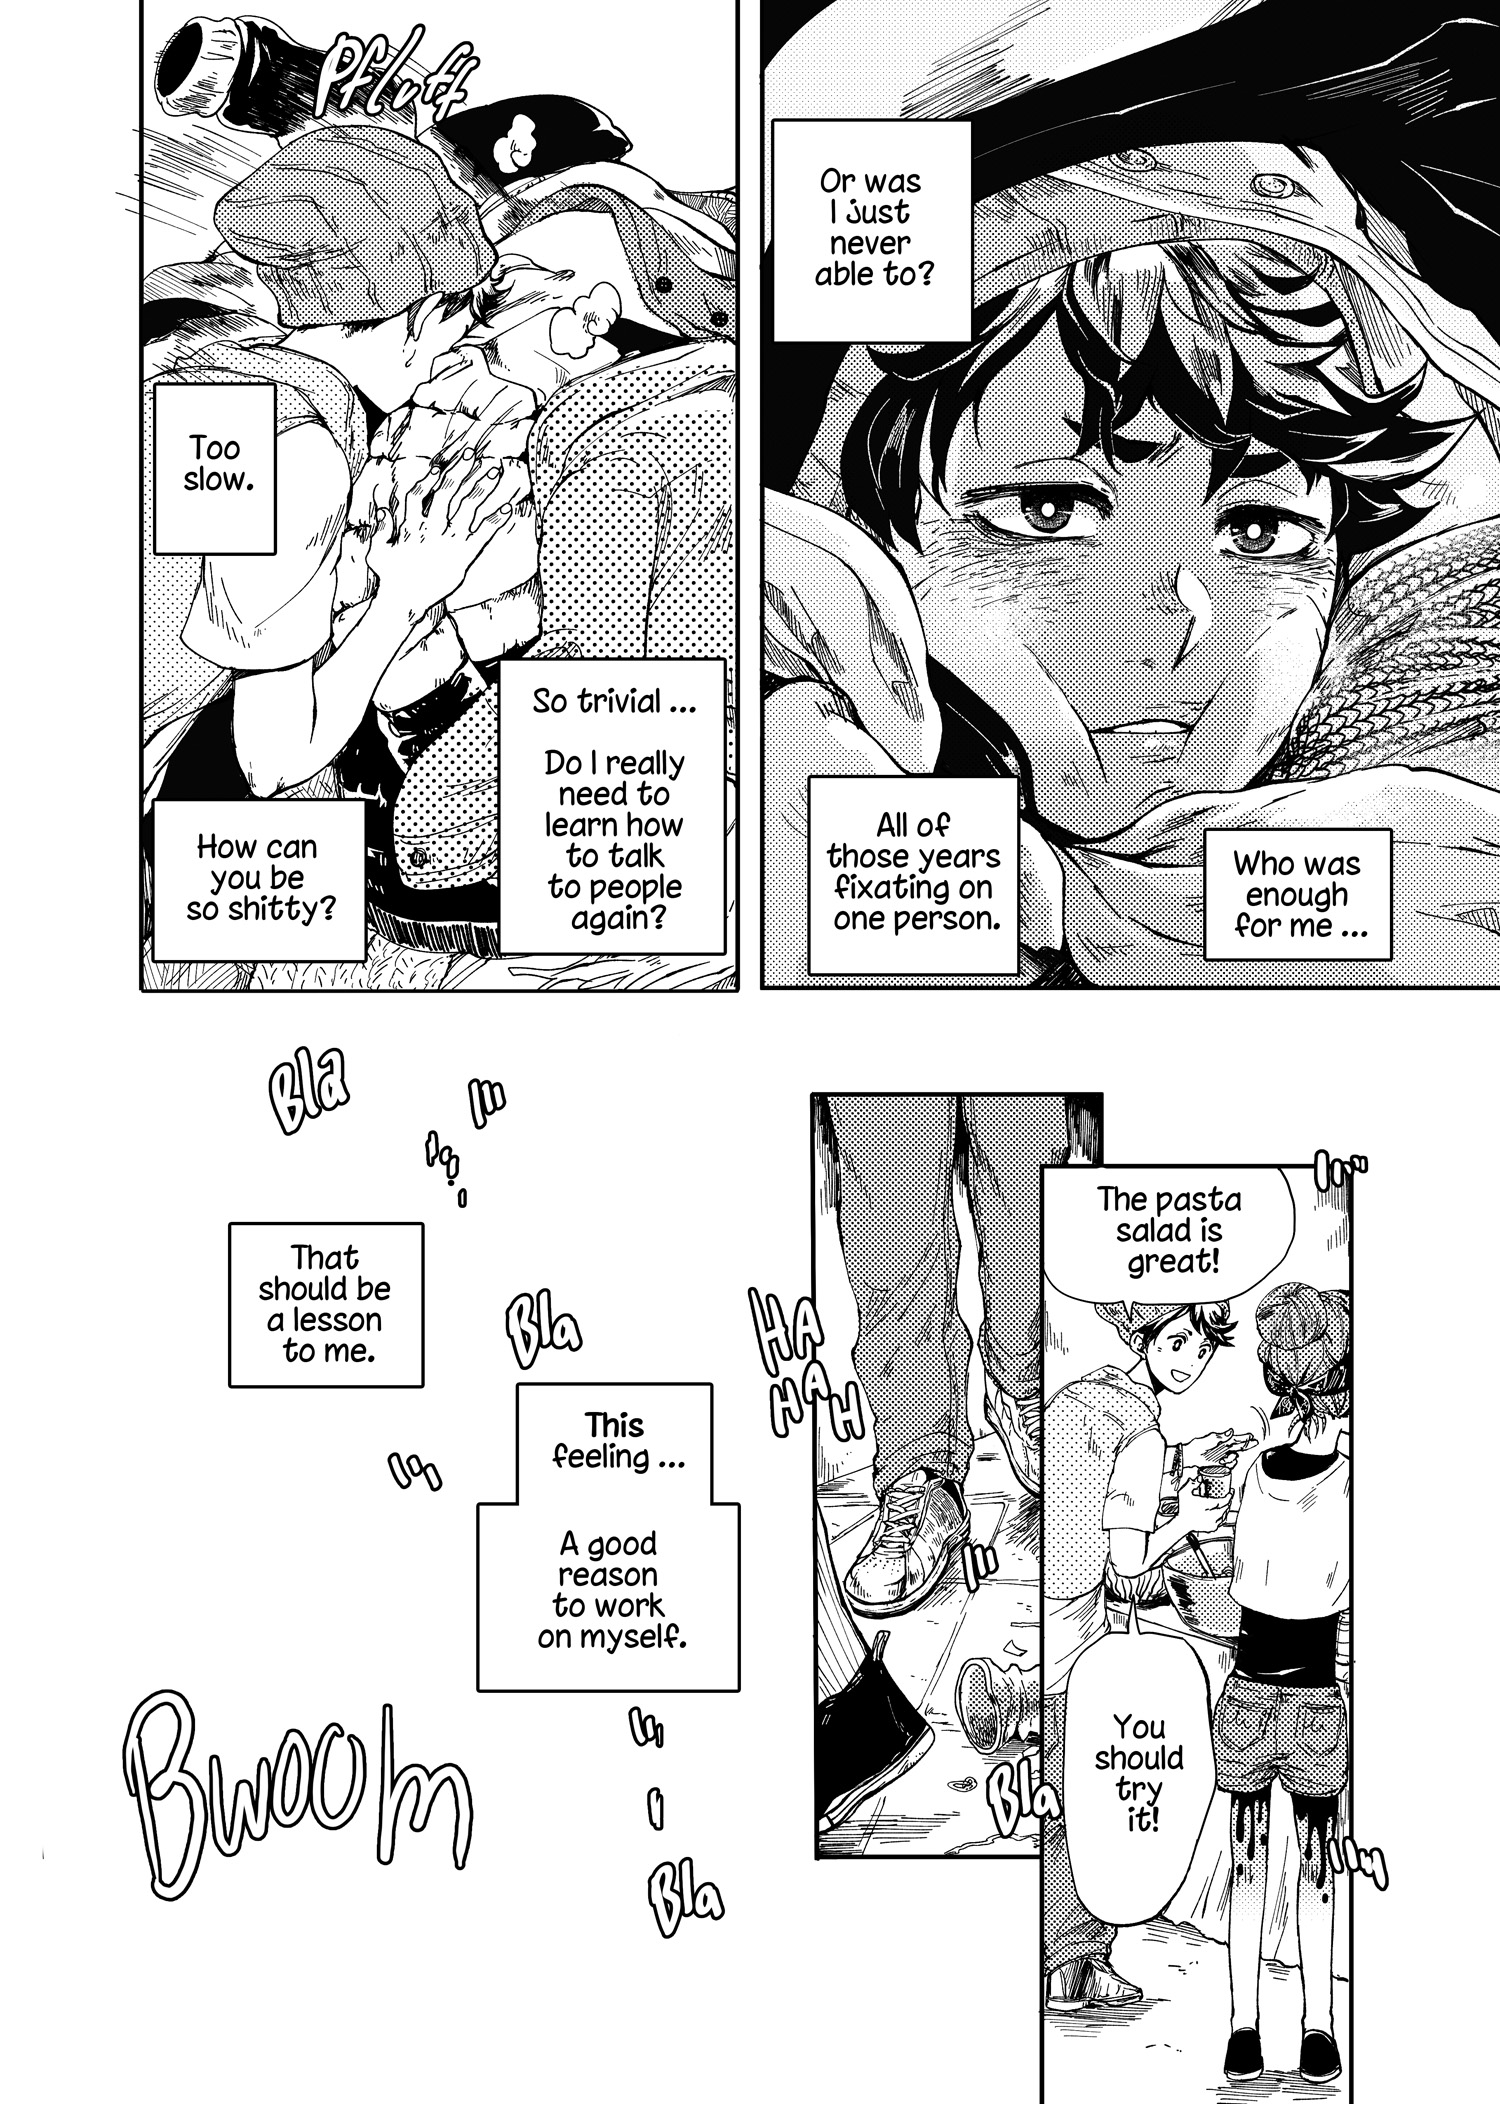 Pfluff
Too
slow.
How can
you be
so shitty?
So trivial ...
Do I really
need to
learn how
to talk
to people
again?
Or was
I just
never
able to?
All of
those years
fixating on
one person.
Who was
enough
for me ...
Bla
That
should be
a lesson
to me.
Bla
This
feeling ...
A good
reason
to work
on myself.
Bwoom
Bla
HA
HAH
Bla
The pasta
salad is
great!
You
should
try
it!